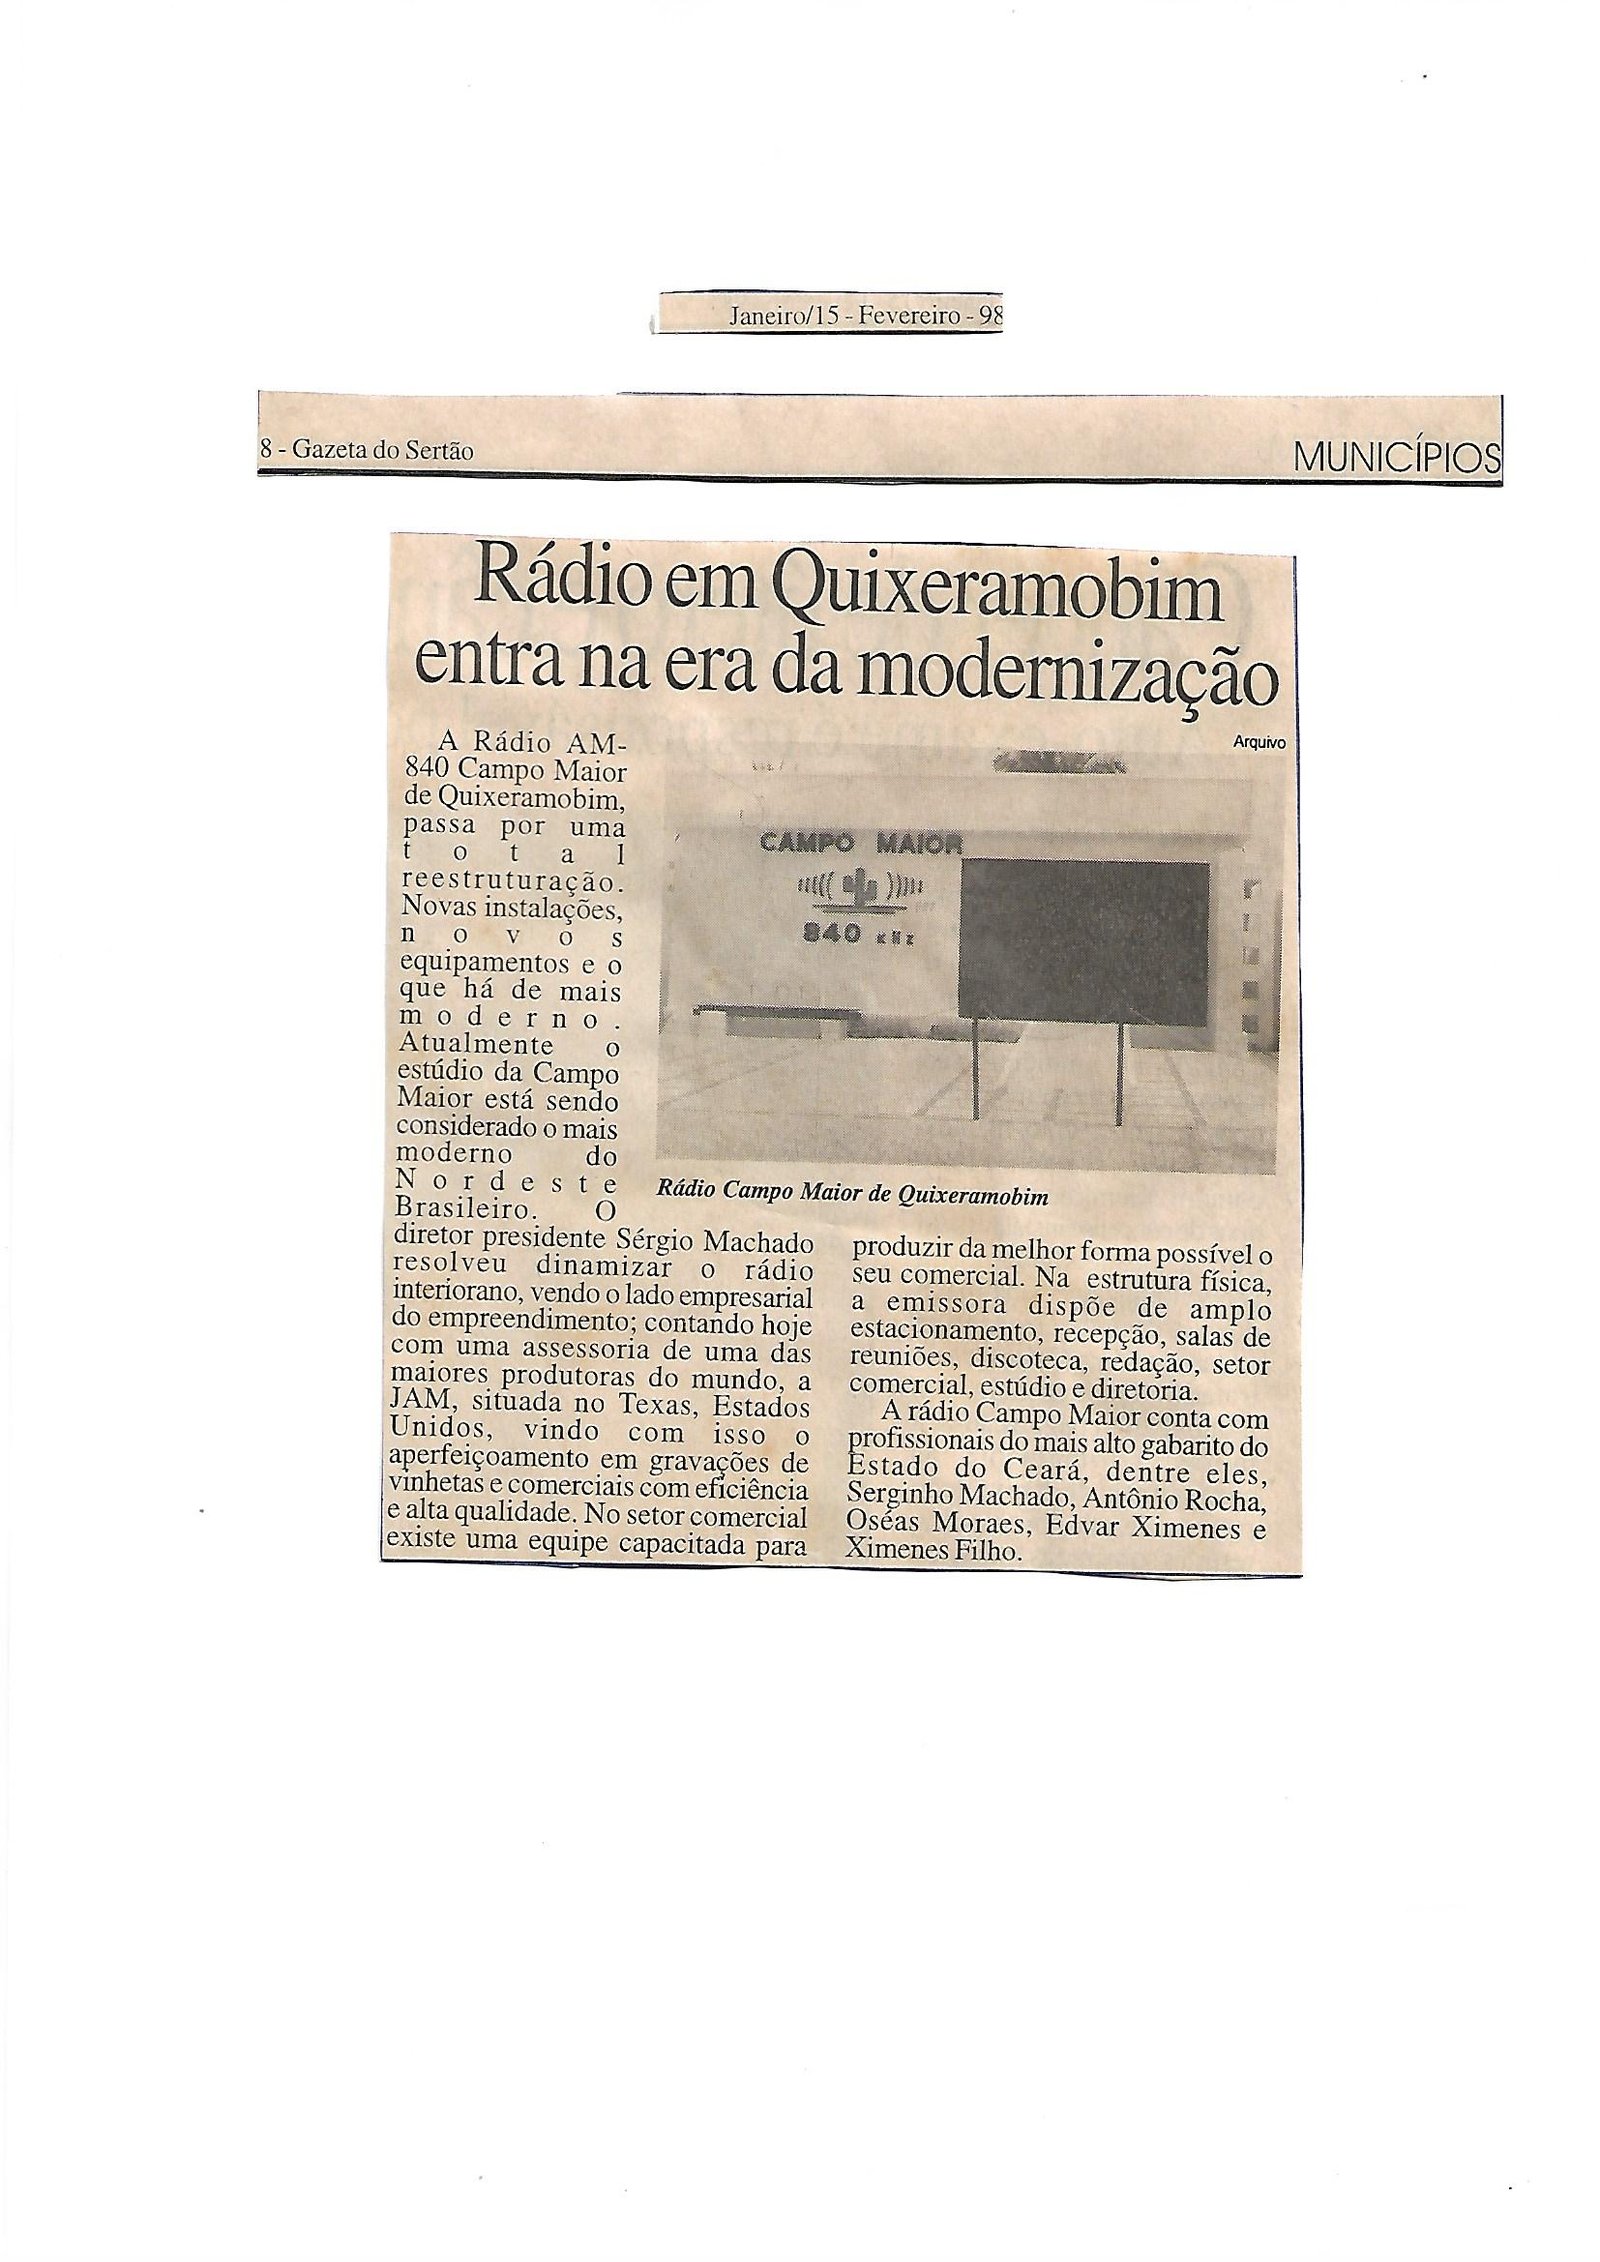 Janeiro/15 - Fevereiro - 98
8 - Gazeta do Sertão
MUNICÍPIOS
Rádio em Quixeramobim
entra na era da modernização
Arquivo
A Rádio AM-
840 Campo Maior
de Quixeramobim,
passa por uma
total
reestruturação.
Novas instalações,
novos
equipamentos e o
que há de mais
moderno.
Atualmente o
estúdio da Campo
Maior está sendo
considerado o mais
moderno do
Nordeste
Brasileiro. O
diretor presidente Sérgio Machado
resolveu dinamizar o rádio
interiorano, vendo o lado empresarial
do empreendimento; contando hoje
com uma assessoria de uma das
maiores produtoras do mundo, a
JAM, situada no Texas, Estados
Unidos, vindo com isso o
aperfeiçoamento em gravações de
vinhetas e comerciais com eficiência
e alta qualidade. No setor comercial
existe uma equipe capacitada para
CAMPO MAIOR
840 KHz
Rádio Campo Maior de Quixeramobim
produzir da melhor forma possível o
seu comercial. Na estrutura física,
a emissora dispõe de amplo
estacionamento, recepção, salas de
reuniões, discoteca, redação, setor
comercial, estúdio e diretoria.
A rádio Campo Maior conta com
profissionais do mais alto gabarito do
Estado do Ceará, dentre eles,
Serginho Machado, Antônio Rocha,
Oséas Moraes, Edvar Ximenes e
Ximenes Filho.